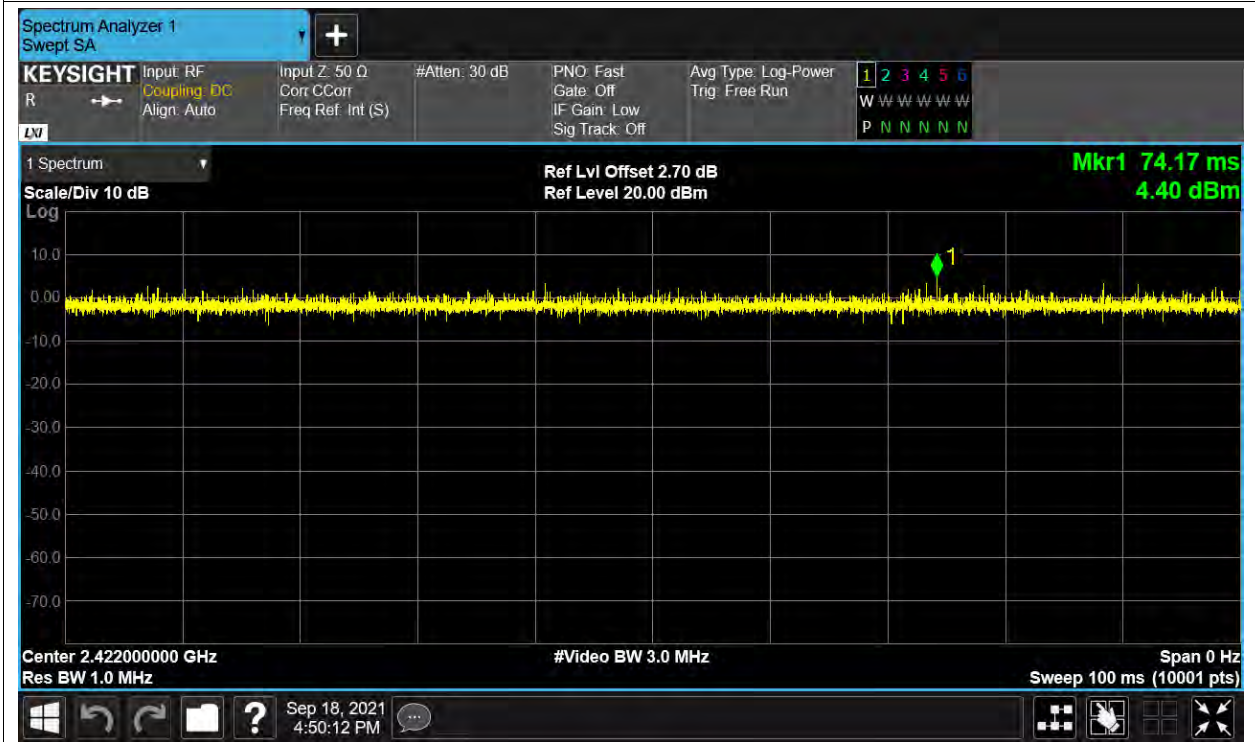 Spectrum Analyzer 1
Swept SA
+
KEYSIGHT
R
LXI
Input: RF
Coupling: DC
Align: Auto
Input Z: 50 Ω
Corr CCorr
Freq Ref: Int (S)
#Atten: 30 dB
PNO: Fast
Gate: Off
IF Gain: Low
Sig Track: Off
Avg Type: Log-Power
Trig: Free Run
1 2 3 4 5 6
W W W W W W
P N N N N N
1 Spectrum
Scale/Div 10 dB
Ref Lvl Offset 2.70 dB
Ref Level 20.00 dBm
Mkr1 74.17 ms
4.40 dBm
Log
10.0
1
0.00
-10.0
-20.0
-30.0
-40.0
-50.0
-60.0
-70.0
Center 2.422000000 GHz
Res BW 1.0 MHz
#Video BW 3.0 MHz
Span 0 Hz
Sweep 100 ms (10001 pts)
?
Sep 18, 2021
4:50:12 PM